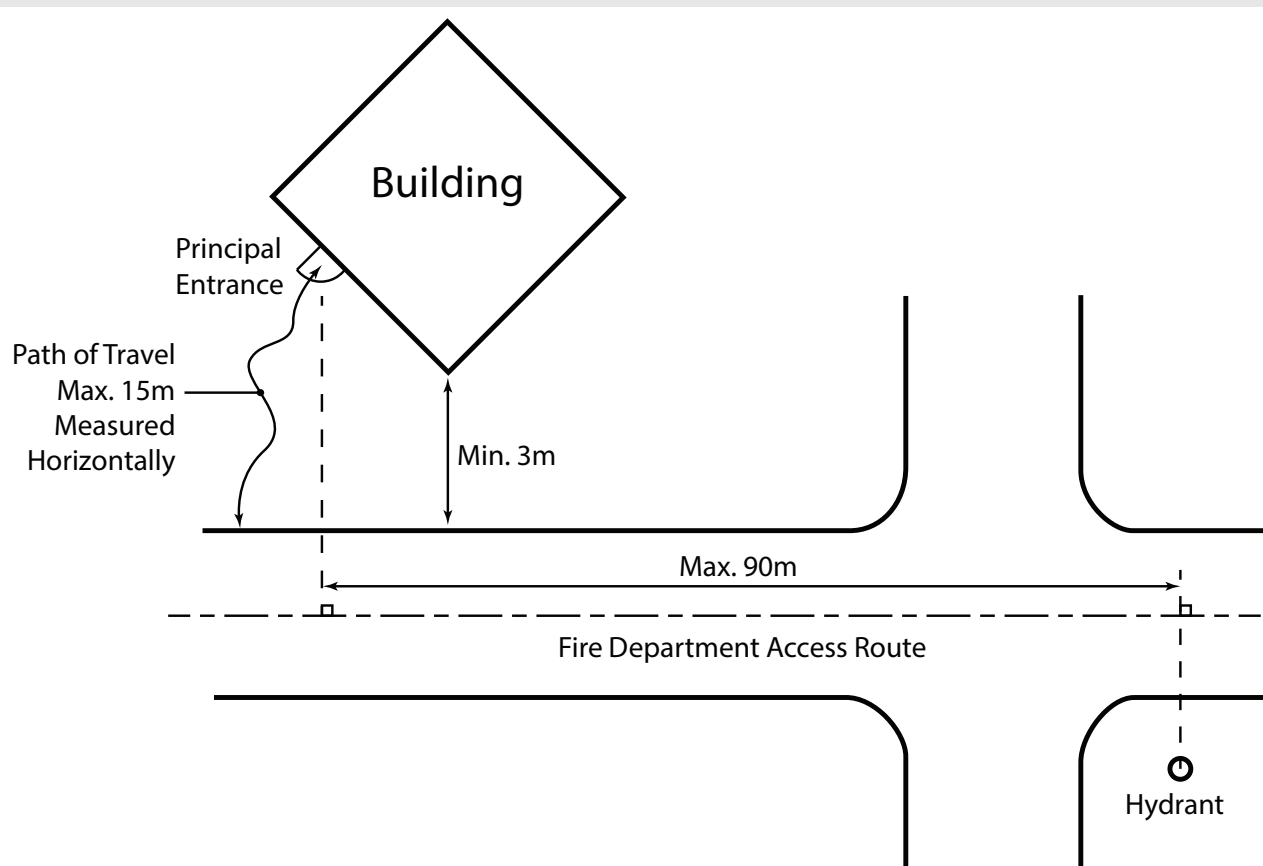 Building
Principal
Entrance
Path of Travel
Max. 15m
Measured
Horizontally
Min. 3m
Max. 90m
Fire Department Access Route
Hydrant